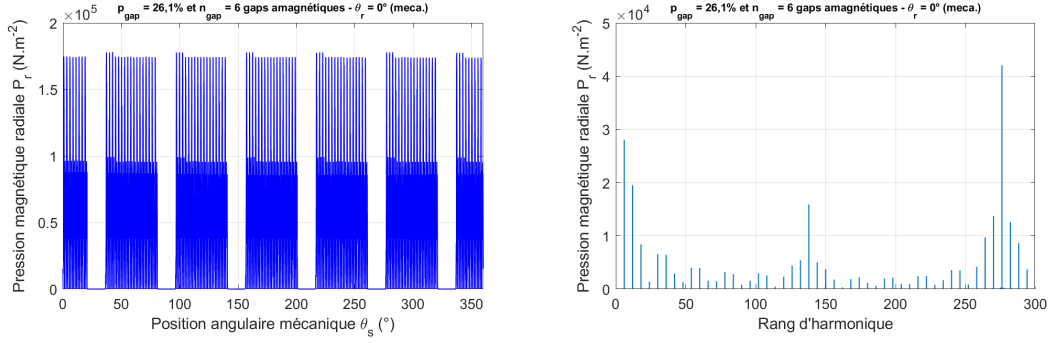 p_gap = 26,1% et n_gap = 6 gaps amagnétiques - θ_r = 0° (meca.)
×10^5
2
1.5
1
0.5
0
Pression magnétique radiale P_r (N.m^-2)
0 50 100 150 200 250 300 350
Position angulaire mécanique θ_s (°)
p_gap = 26,1% et n_gap = 6 gaps amagnétiques - θ_r = 0° (meca.)
×10^4
5
4
3
2
1
0
Pression magnétique radiale P_r (N.m^-2)
0 50 100 150 200 250 300
Rang d'harmonique